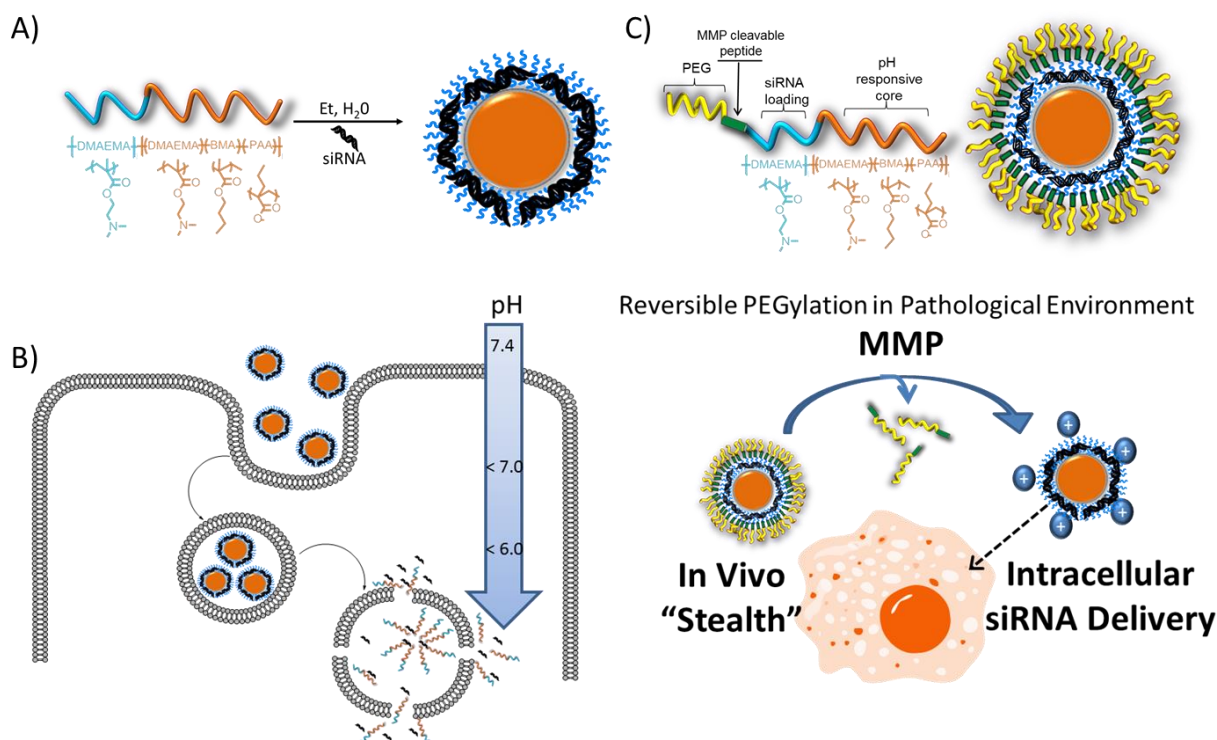 A)
Et, H₂0
siRNA
DMAEMA DMAEMA BMA PAA
O O O O
O O O O
N N
B)
pH
7.4
< 7.0
< 6.0
C)
MMP cleavable
peptide
PEG
siRNA
loading
pH
responsive
core
DMAEMA DMAEMA BMA PAA
O O O O
O O O O
N N
Reversible PEGylation in Pathological Environment
MMP
+ + + + +
In Vivo
“Stealth”
Intracellular
siRNA Delivery